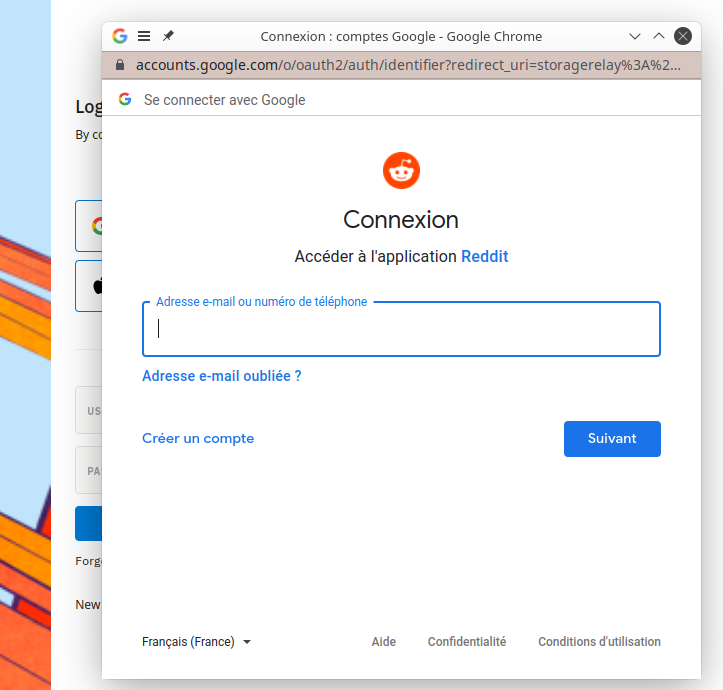 Connexion : comptes Google - Google Chrome
accounts.google.com/o/oauth2/auth/identifier?redirect_uri=storagerelay%3A%2...
Se connecter avec Google
Log
By co
Connexion
Accéder à l'application Reddit
Adresse e-mail ou numéro de téléphone
Adresse e-mail oubliée ?
US
Créer un compte
Suivant
PA
Forg
New
Français (France)
Aide
Confidentialité
Conditions d'utilisation